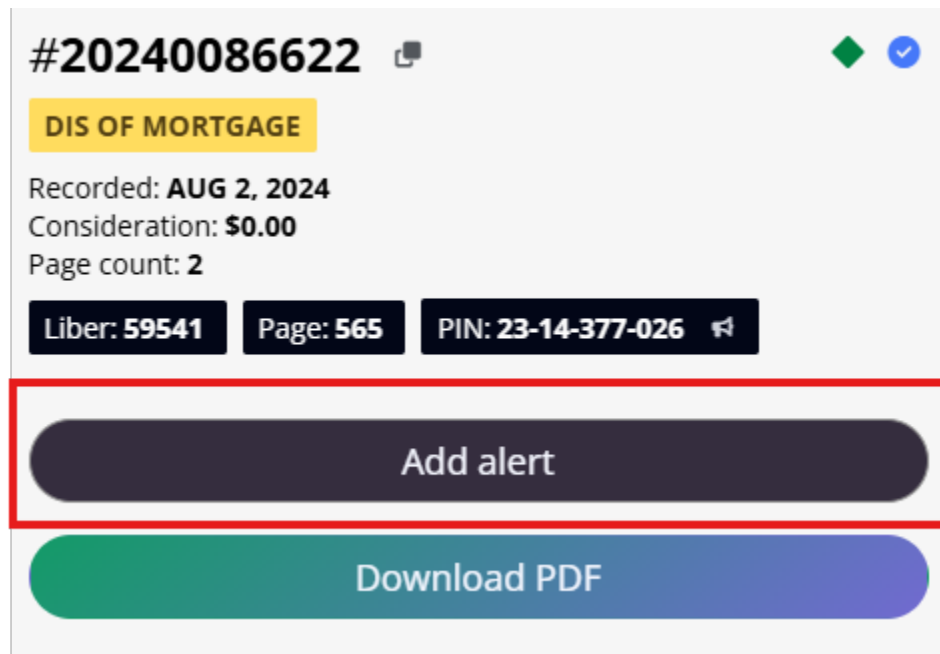 #20240086622
DIS OF MORTGAGE
Recorded: AUG 2, 2024
Consideration: $0.00
Page count: 2
Liber: 59541 Page: 565 PIN: 23-14-377-026
Add alert
Download PDF